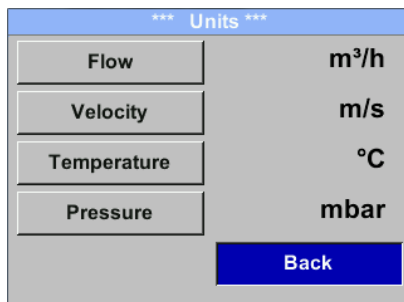 *** Units ***
Flow m³/h
Velocity m/s
Temperature °C
Pressure mbar
Back